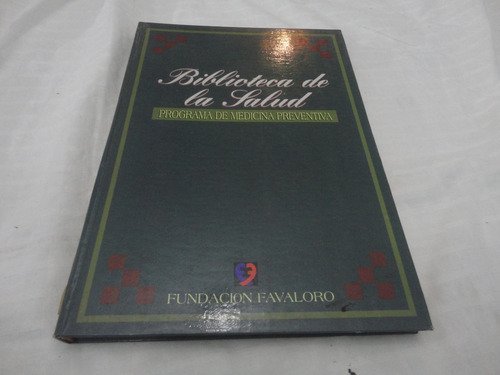 Biblioteca de
la Salud
PROGRAMA DE MEDICINA PREVENTIVA
FUNDACION FAVALORO